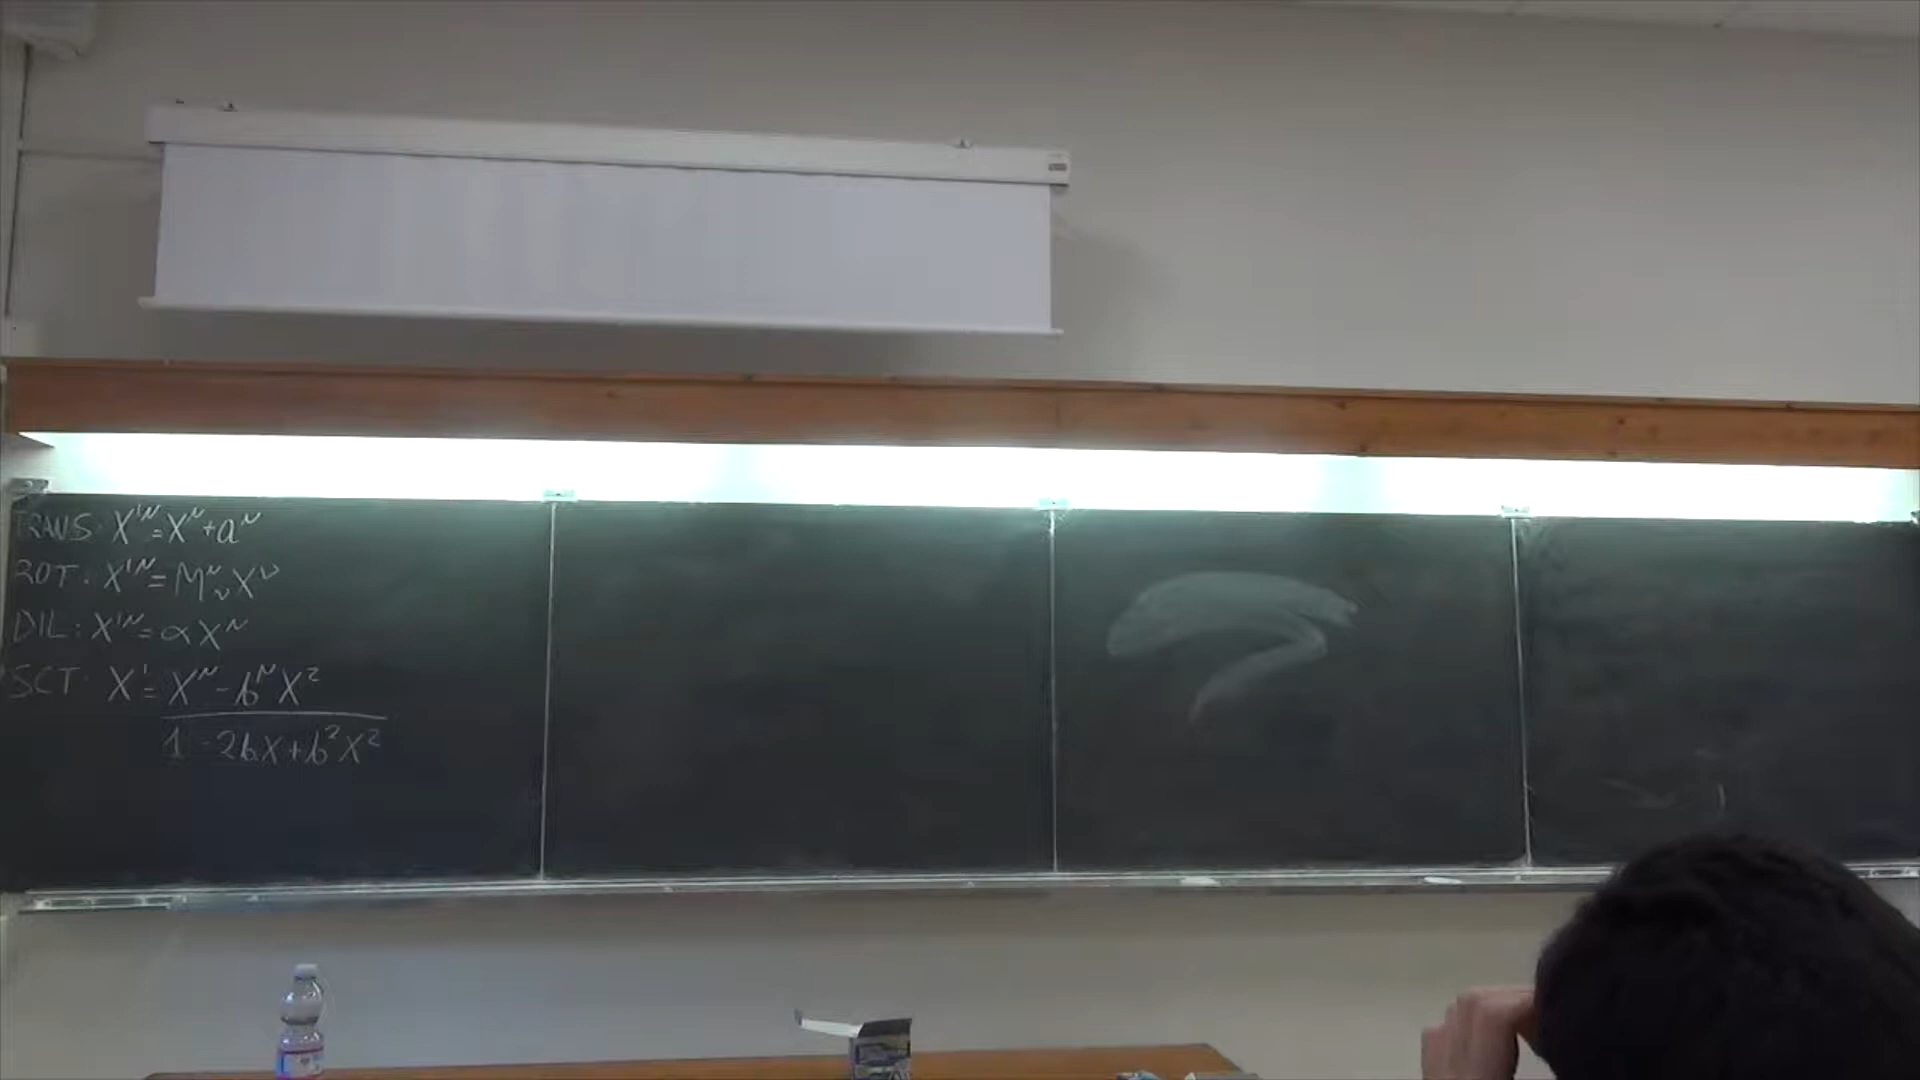 TRANS. X'^μ = X^μ + a^μ
ROT. X'^μ = M^μ_ν X^ν
DIL: X'^μ = α X^μ
SCT. X' = X^μ - b^μ X²
1 - 2bX + b²X²